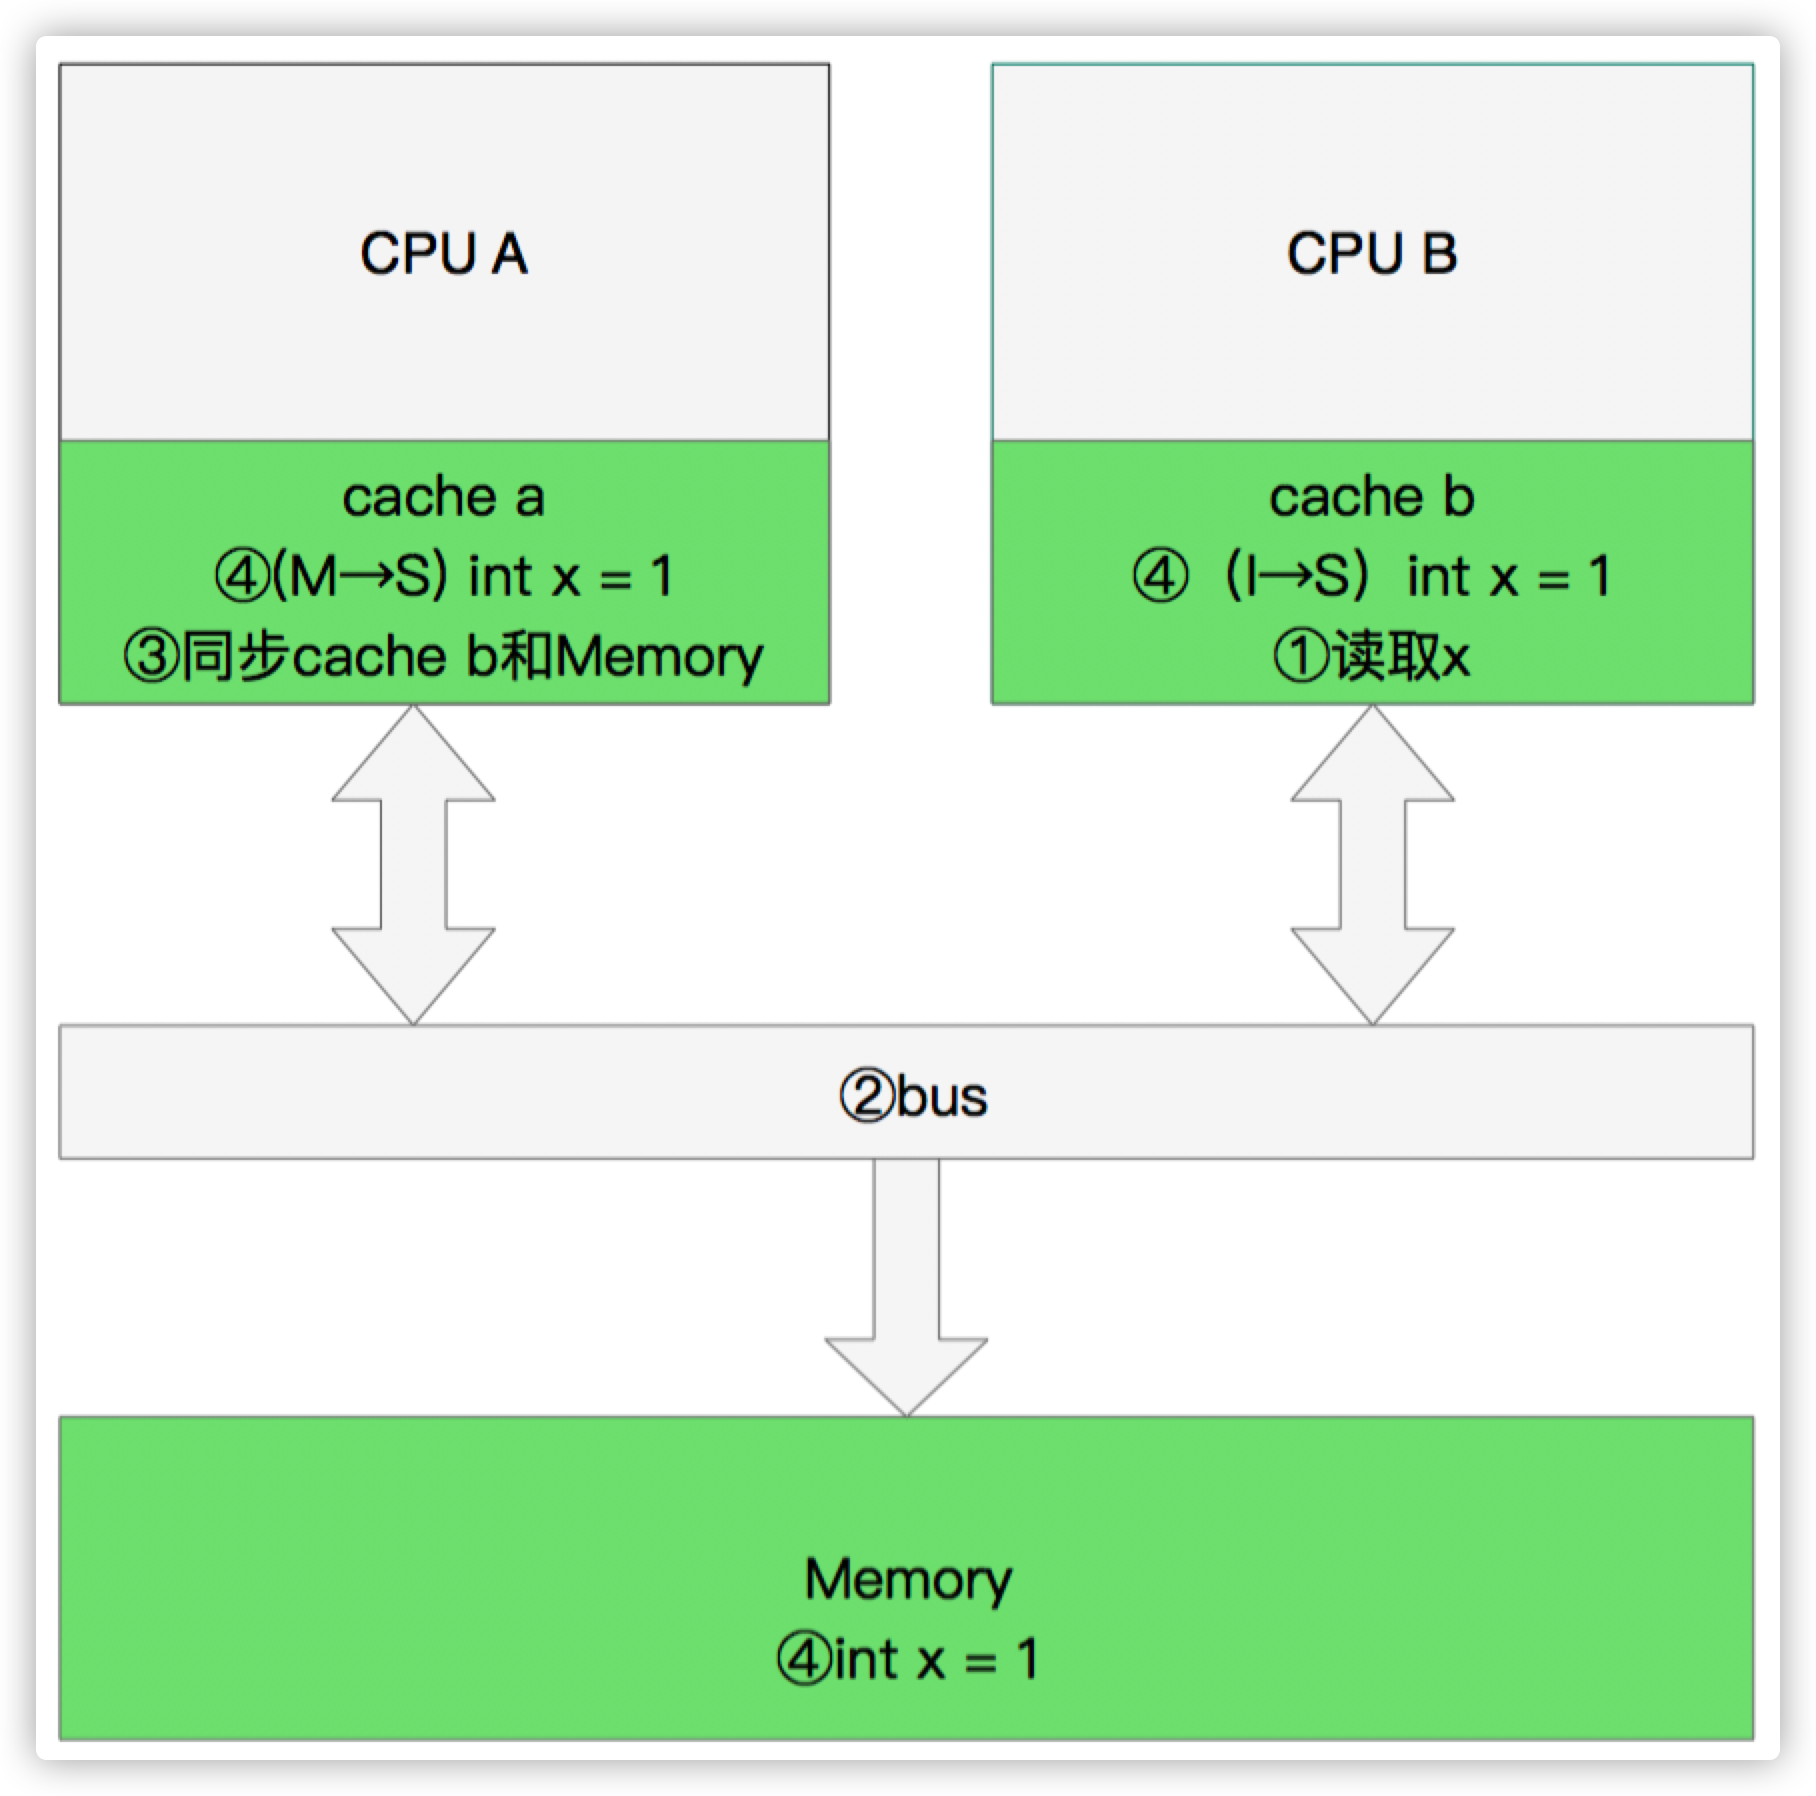 CPU A
cache a
④(M→S) int x = 1
③同步cache b和Memory
CPU B
cache b
④（I→S）int x = 1
①读取x
②bus
Memory
④int x = 1